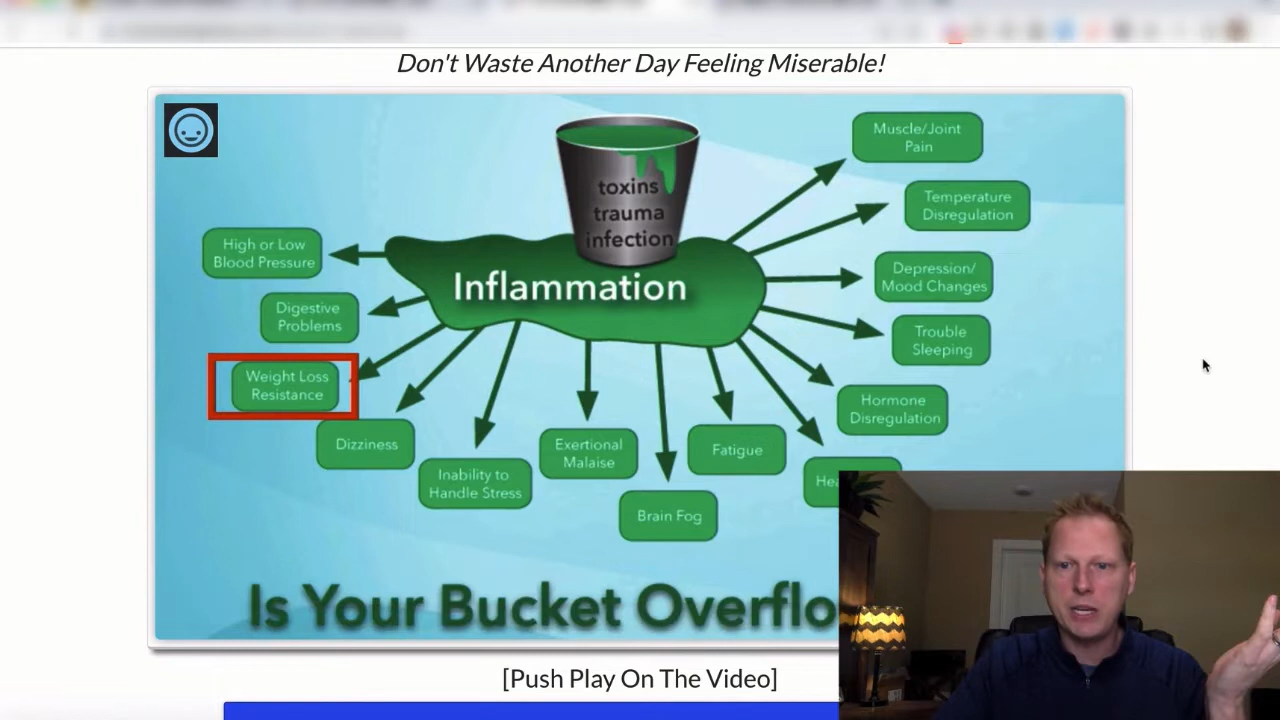 Don't Waste Another Day Feeling Miserable!
toxins
trauma
infection
Inflammation
Muscle/Joint
Pain
Temperature
Disregulation
High or Low
Blood Pressure
Depression/
Mood Changes
Digestive
Problems
Trouble
Sleeping
Weight Loss
Resistance
Hormone
Disregulation
Dizziness
Exertional
Malaise
Fatigue
Inability to
Handle Stress
Brain Fog
Is Your Bucket
[Push Play On The Video]